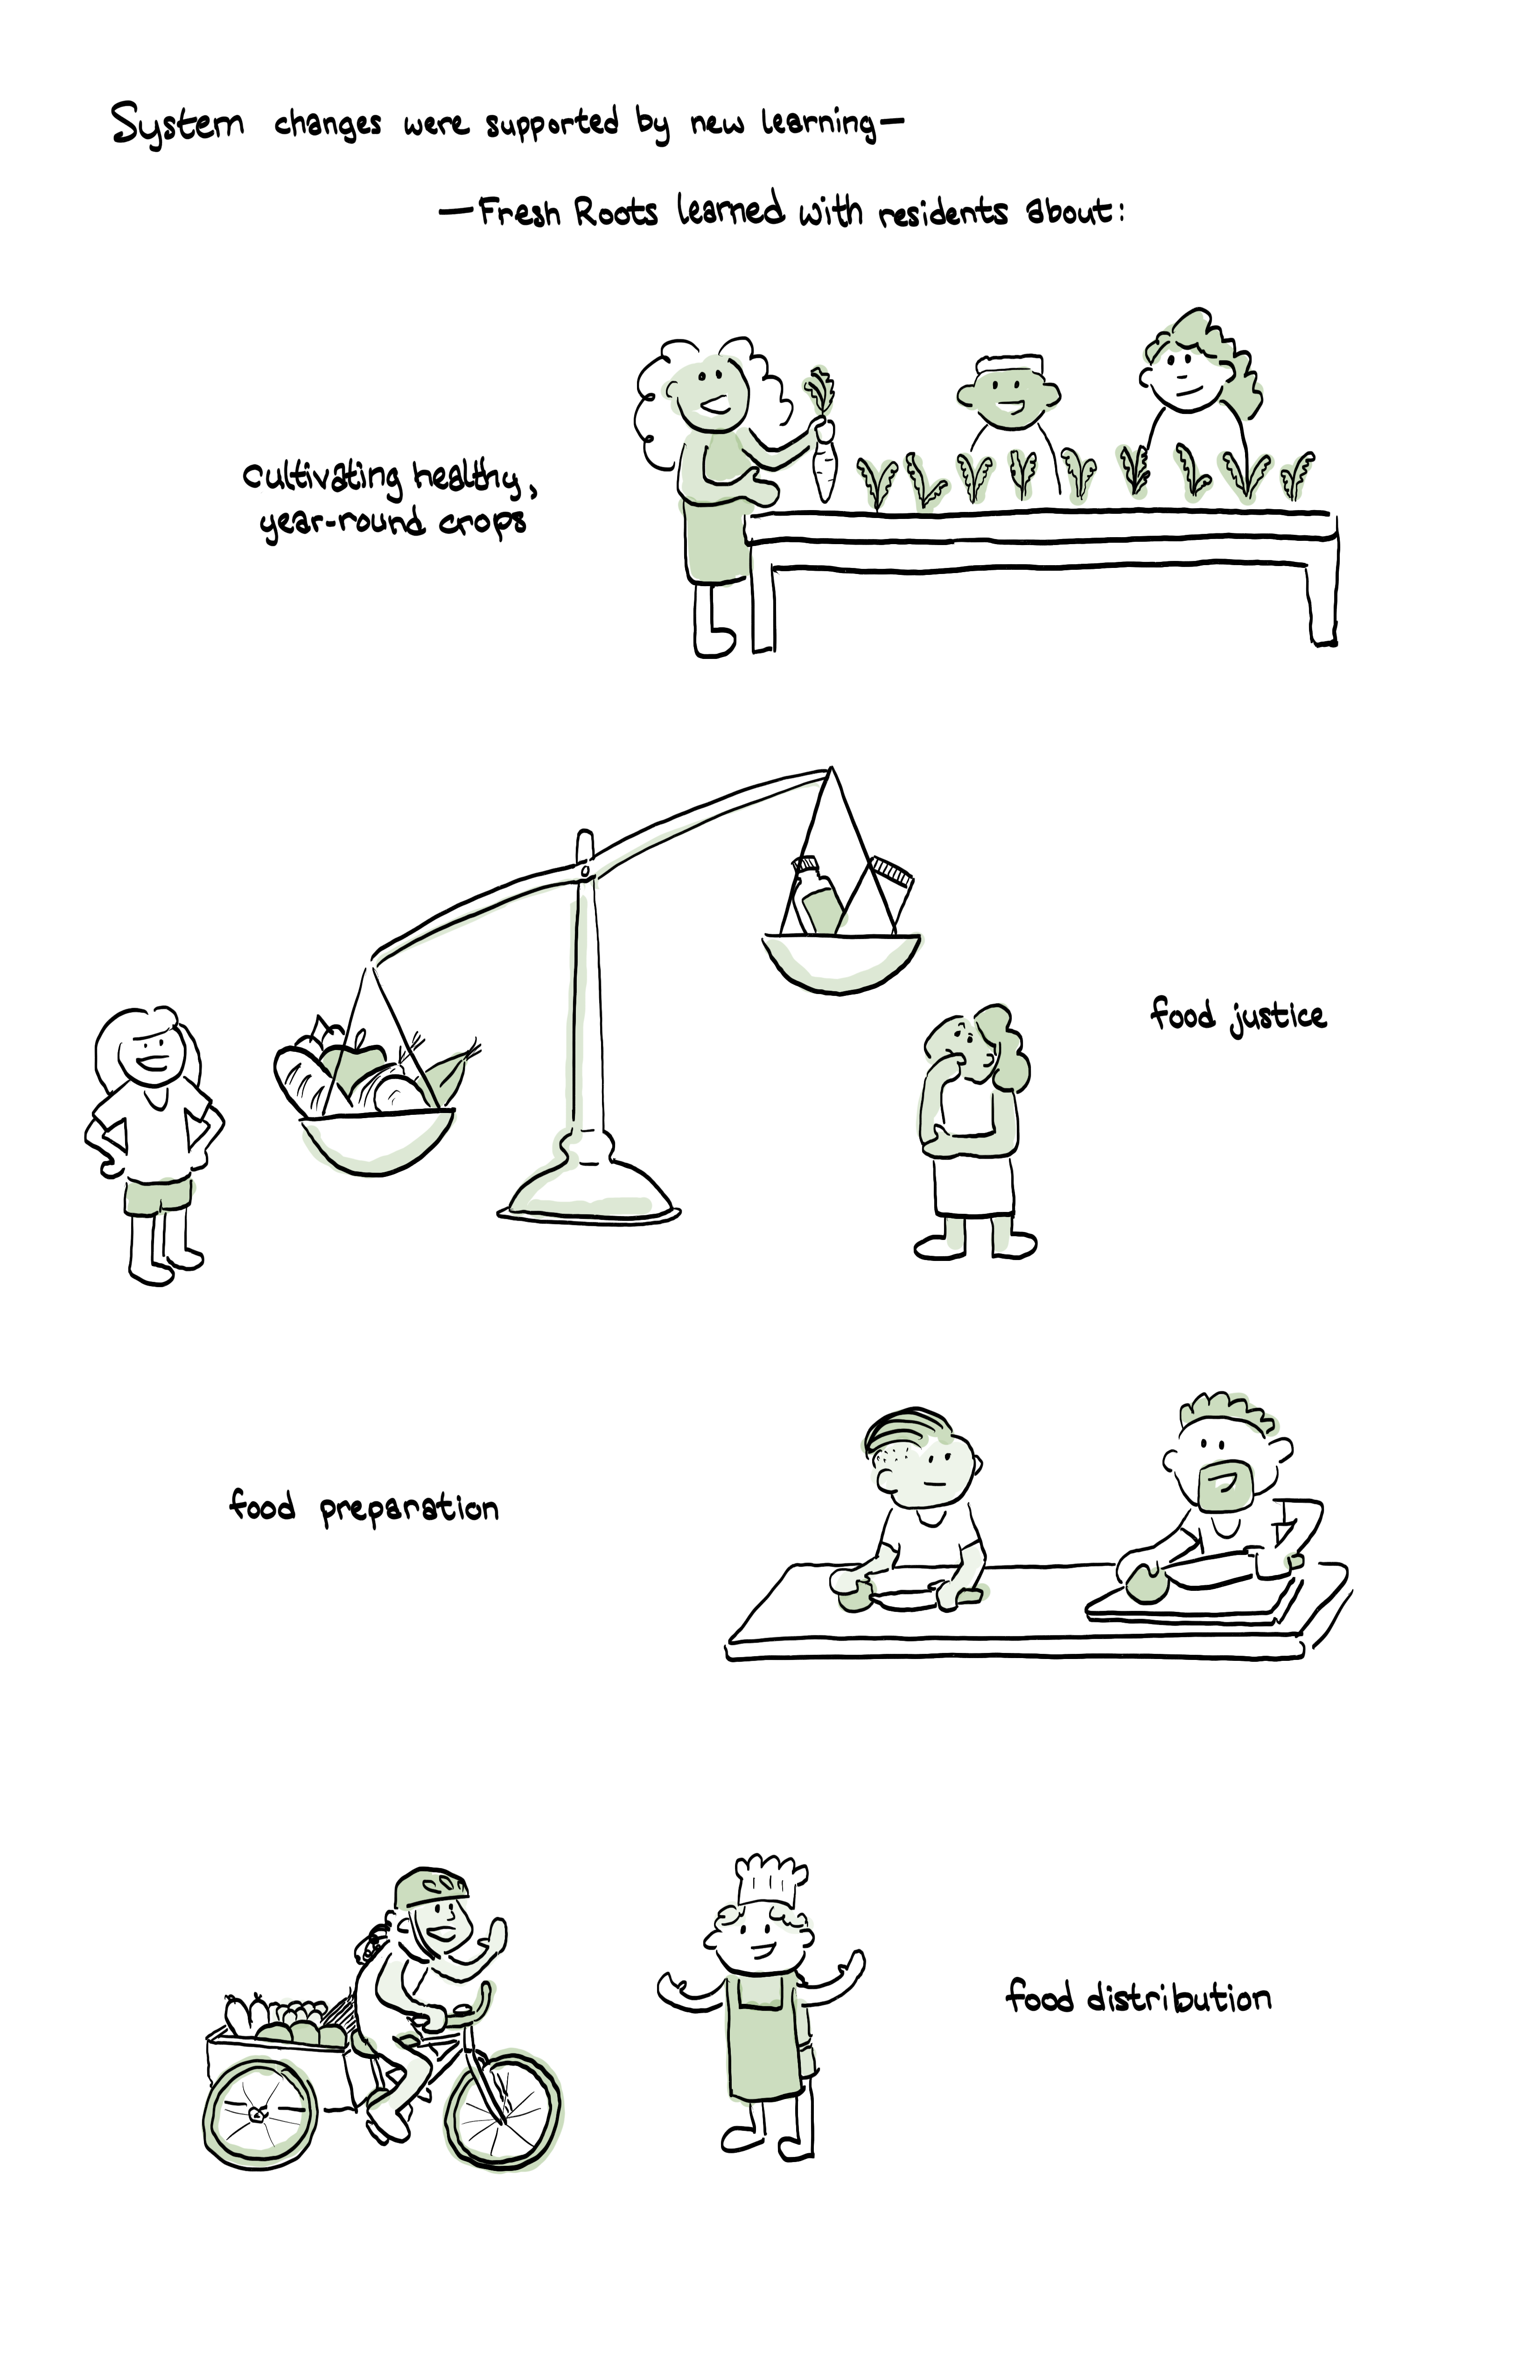 System changes were supported by new learning—
—Fresh Roots learned with residents about:
cultivating healthy,
year-round crops
food justice
food preparation
food distribution